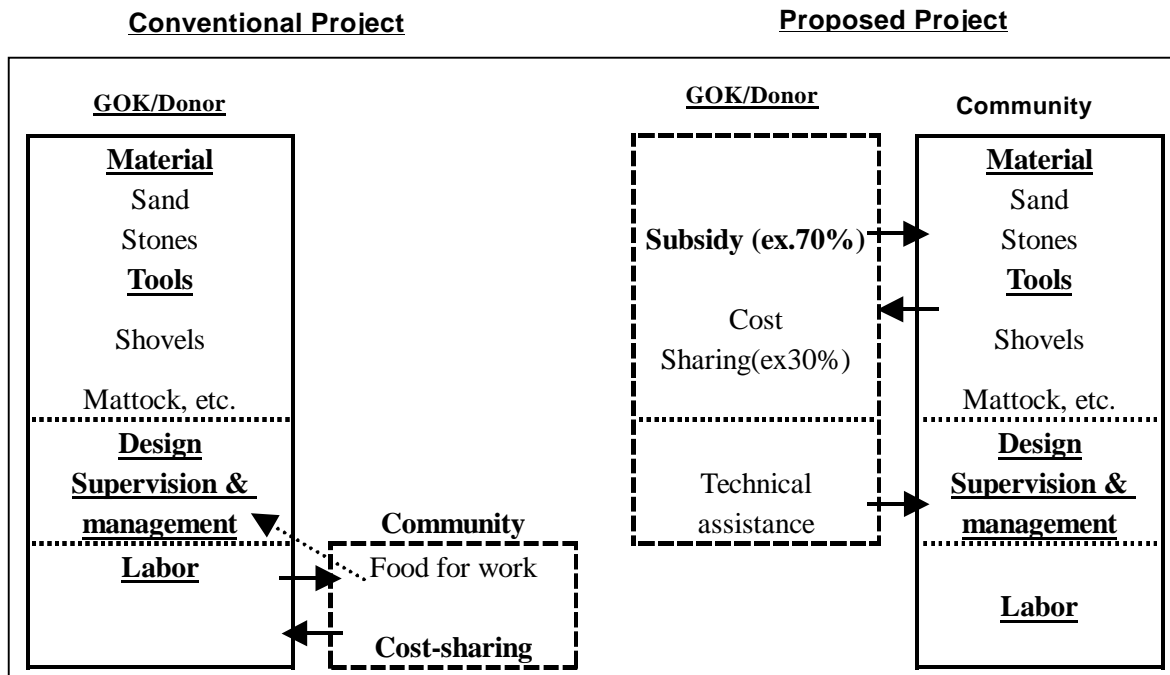 Conventional Project
Proposed Project
GOK/Donor
Material
Sand
Stones
Tools
Shovels
Mattock, etc.
Design
Supervision &
management
Labor
Community
Food for work
Cost-sharing
GOK/Donor
Subsidy (ex.70%)
Cost
Sharing(ex30%)
Technical
assistance
Community
Material
Sand
Stones
Tools
Shovels
Mattock, etc.
Design
Supervision &
management
Labor